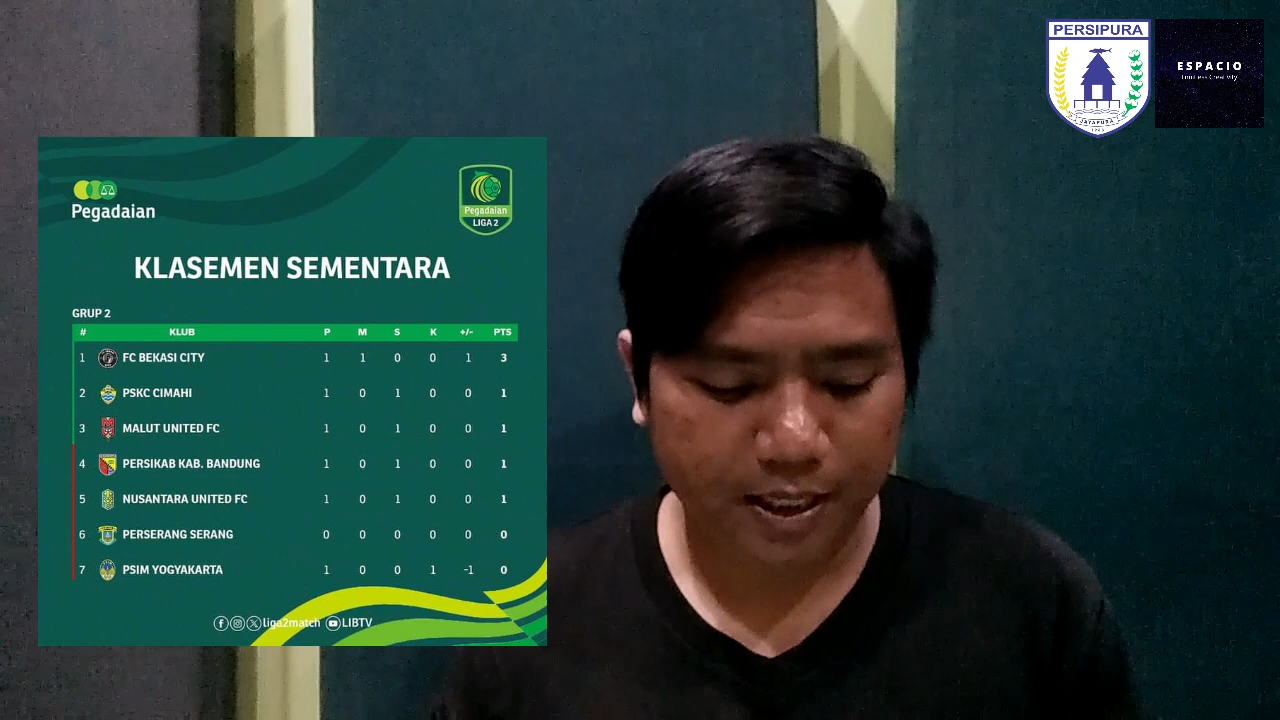 PERSIPURA
JAYAPURA
ESPACIO
Limitless Creativity
Pegadaian
Pegadaian
LIGA 2
KLASEMEN SEMENTARA
GRUP 2
# KLUB P M S K +/- PTS
1 FC BEKASI CITY 1 1 0 0 1 3
2 PSKC CIMAHI 1 0 1 0 0 1
3 MALUT UNITED FC 1 0 1 0 0 1
4 PERSIKAB KAB. BANDUNG 1 0 1 0 0 1
5 NUSANTARA UNITED FC 1 0 1 0 0 1
6 PERSERANG SERANG 0 0 0 0 0 0
7 PSIM YOGYAKARTA 1 0 0 1 -1 0
liga2match LIBTV